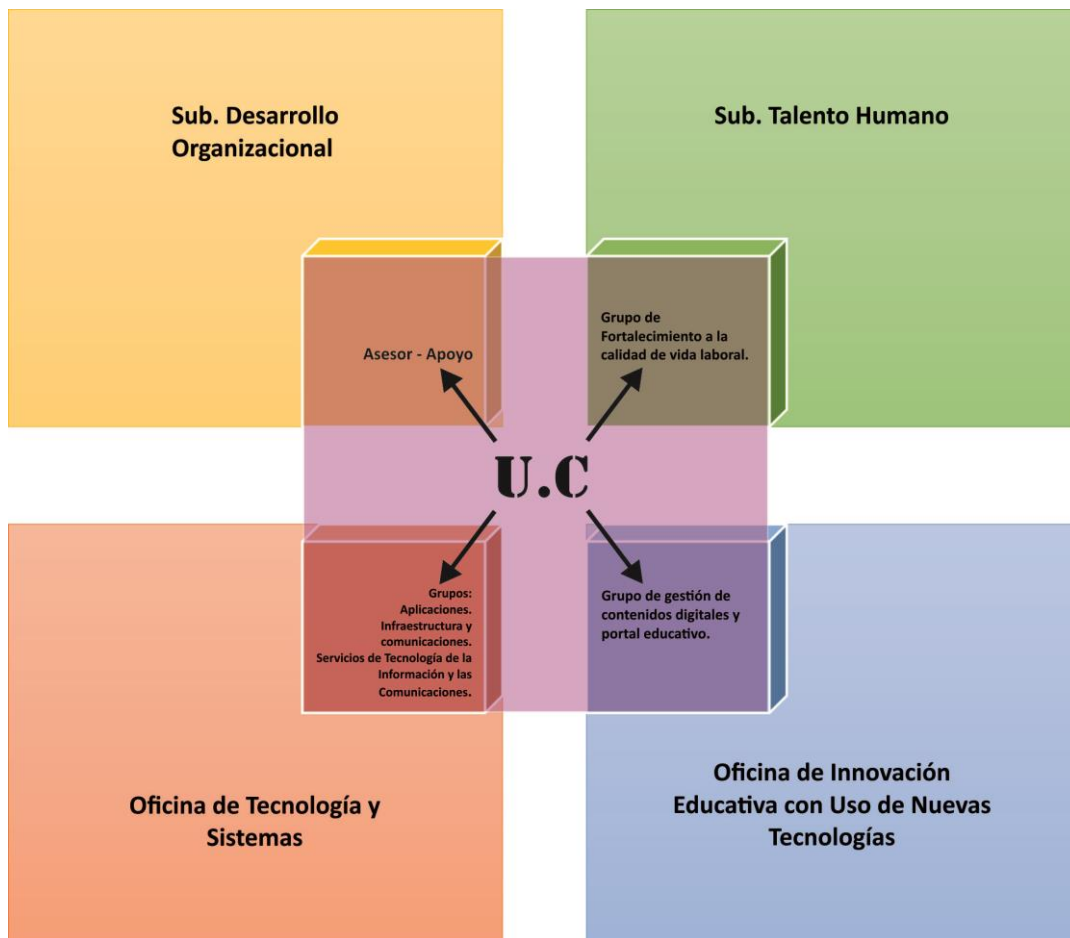 Sub. Desarrollo
Organizacional
Sub. Talento Humano
Asesor - Apoyo
Grupo de
Fortalecimiento a la
calidad de vida laboral.
U.C
Grupos:
Aplicaciones.
Infraestructura y
comunicaciones.
Servicios de Tecnología de la
Información y las
Comunicaciones.
Grupo de gestión de
contenidos digitales y
portal educativo.
Oficina de Tecnología y
Sistemas
Oficina de Innovación
Educativa con Uso de Nuevas
Tecnologías